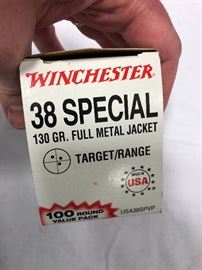 WINCHESTER
38 SPECIAL
130 GR. FULL METAL JACKET
TARGET/RANGE
MADE IN
USA
100 ROUND
VALUE PACK
USA38SPVP